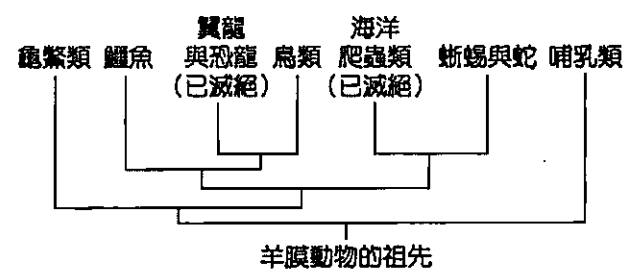 翼龍 海洋
龜鱉類 鱷魚 與恐龍 鳥類 爬蟲類 蜥蜴與蛇 哺乳類
(已滅絕) (已滅絕)
羊膜動物的祖先